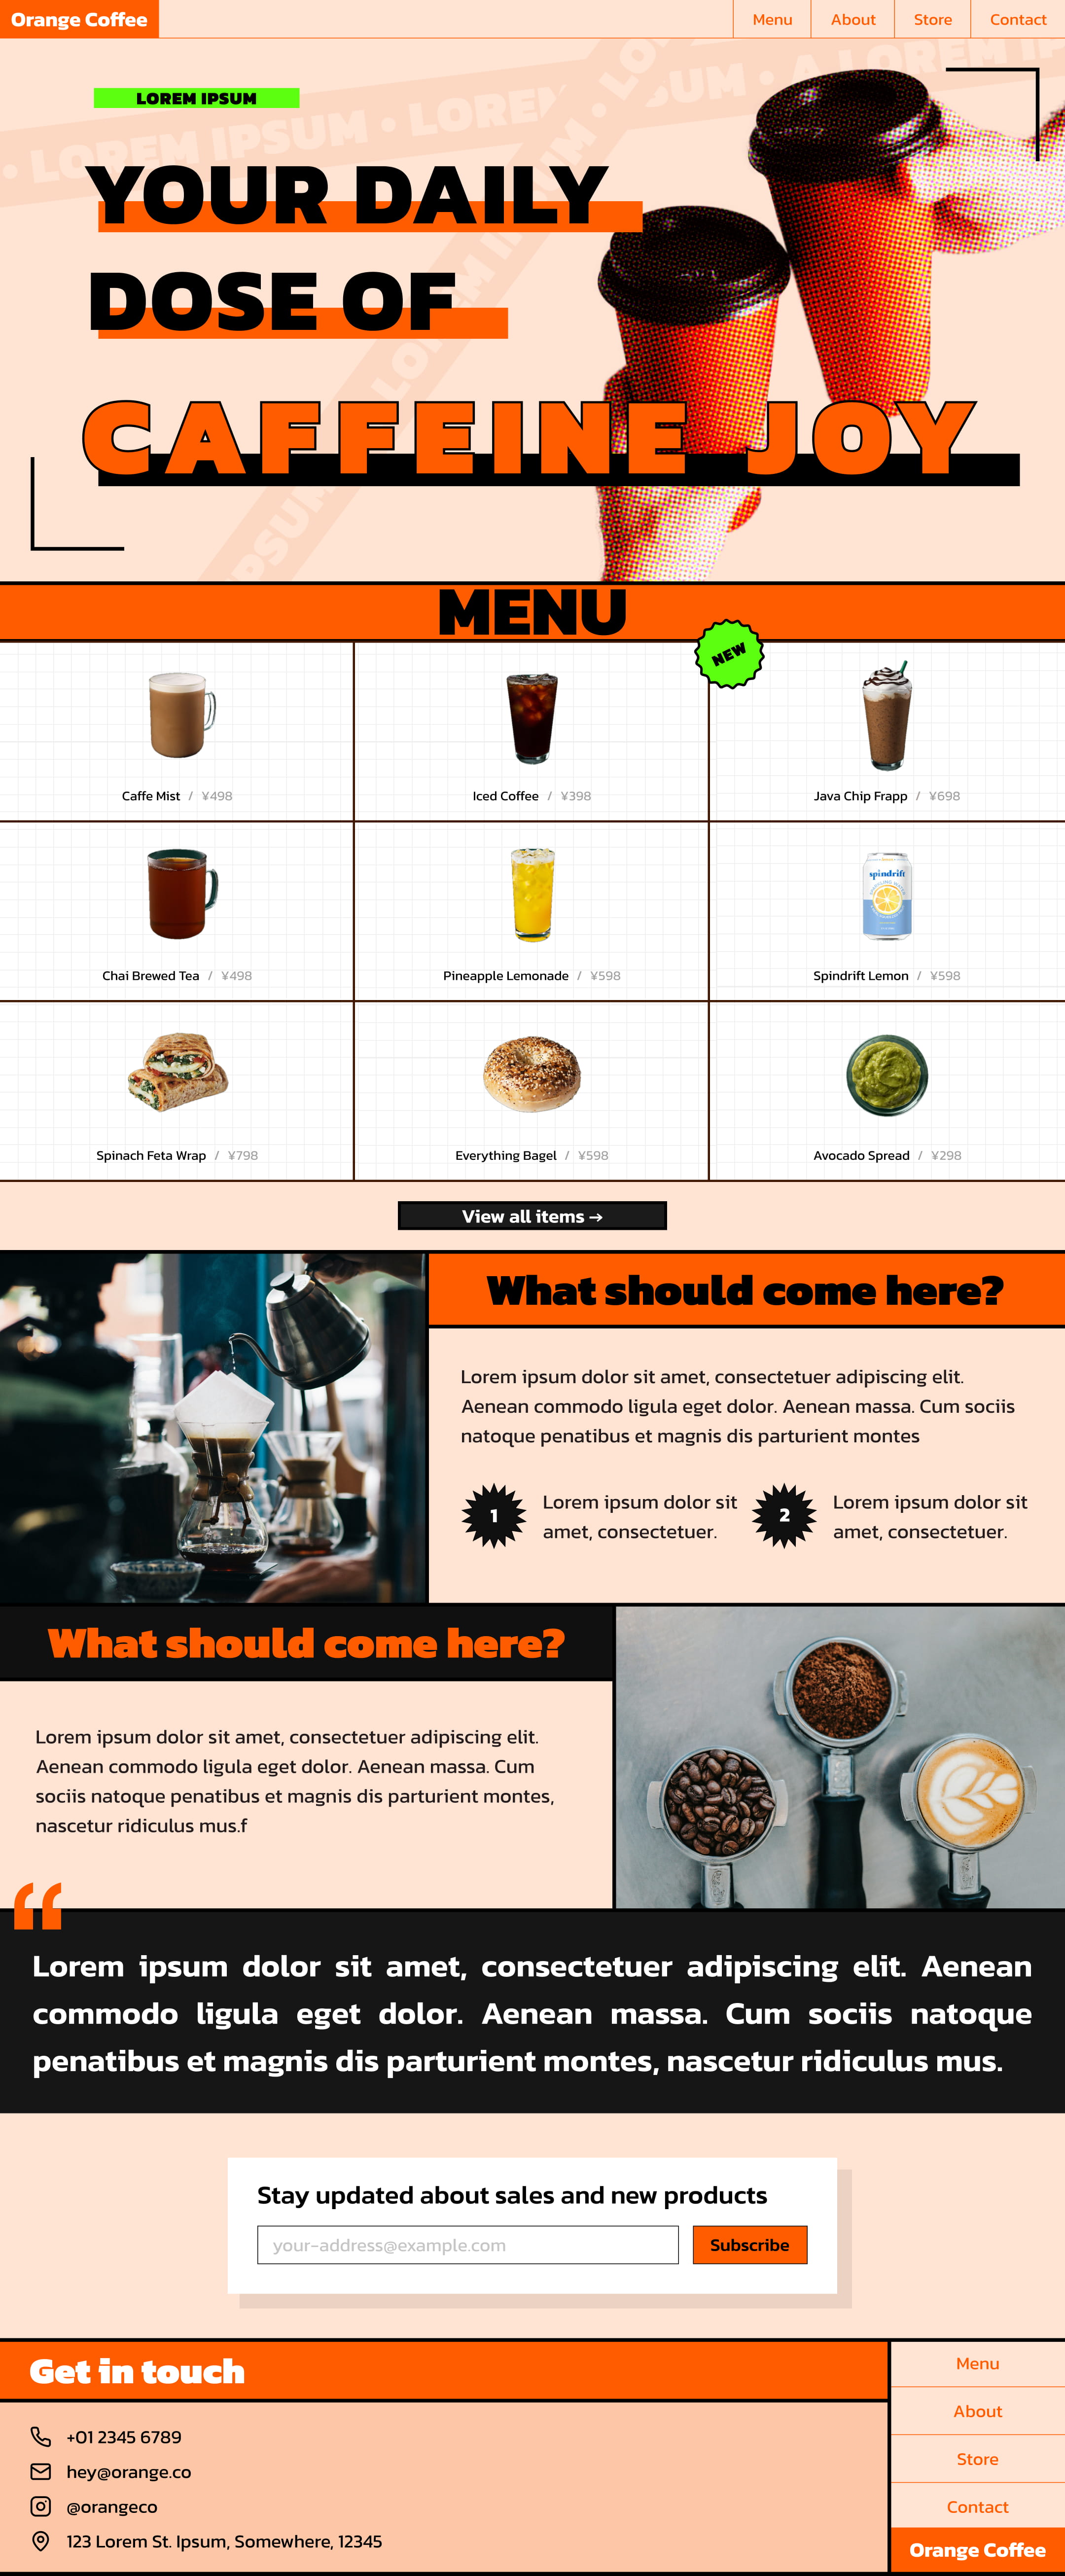 Orange Coffee
Menu
About
Store
Contact
LOREM IPSUM
• LOREM IPSUM • LOREM
SUM • A LOREM IP
IPSUM LOREM IPSUM • LO
YOUR DAILY
DOSE OF
CAFFEINE JOY
MENU
NEW
Caffe Mist / ¥498
Iced Coffee / ¥398
Java Chip Frapp / ¥698
spindrift
Chai Brewed Tea / ¥498
Pineapple Lemonade / ¥598
Spindrift Lemon / ¥598
Spinach Feta Wrap / ¥798
Everything Bagel / ¥598
Avocado Spread / ¥298
View all items →
What should come here?
Lorem ipsum dolor sit amet, consectetuer adipiscing elit.
Aenean commodo ligula eget dolor. Aenean massa. Cum sociis
natoque penatibus et magnis dis parturient montes
1
Lorem ipsum dolor sit
amet, consectetuer.
2
Lorem ipsum dolor sit
amet, consectetuer.
What should come here?
Lorem ipsum dolor sit amet, consectetuer adipiscing elit.
Aenean commodo ligula eget dolor. Aenean massa. Cum
sociis natoque penatibus et magnis dis parturient montes,
nascetur ridiculus mus.f
“
Lorem ipsum dolor sit amet, consectetuer adipiscing elit. Aenean
commodo ligula eget dolor. Aenean massa. Cum sociis natoque
penatibus et magnis dis parturient montes, nascetur ridiculus mus.
Stay updated about sales and new products
your-address@example.com
Subscribe
Get in touch
+01 2345 6789
hey@orange.co
@orangeco
123 Lorem St. Ipsum, Somewhere, 12345
Menu
About
Store
Contact
Orange Coffee